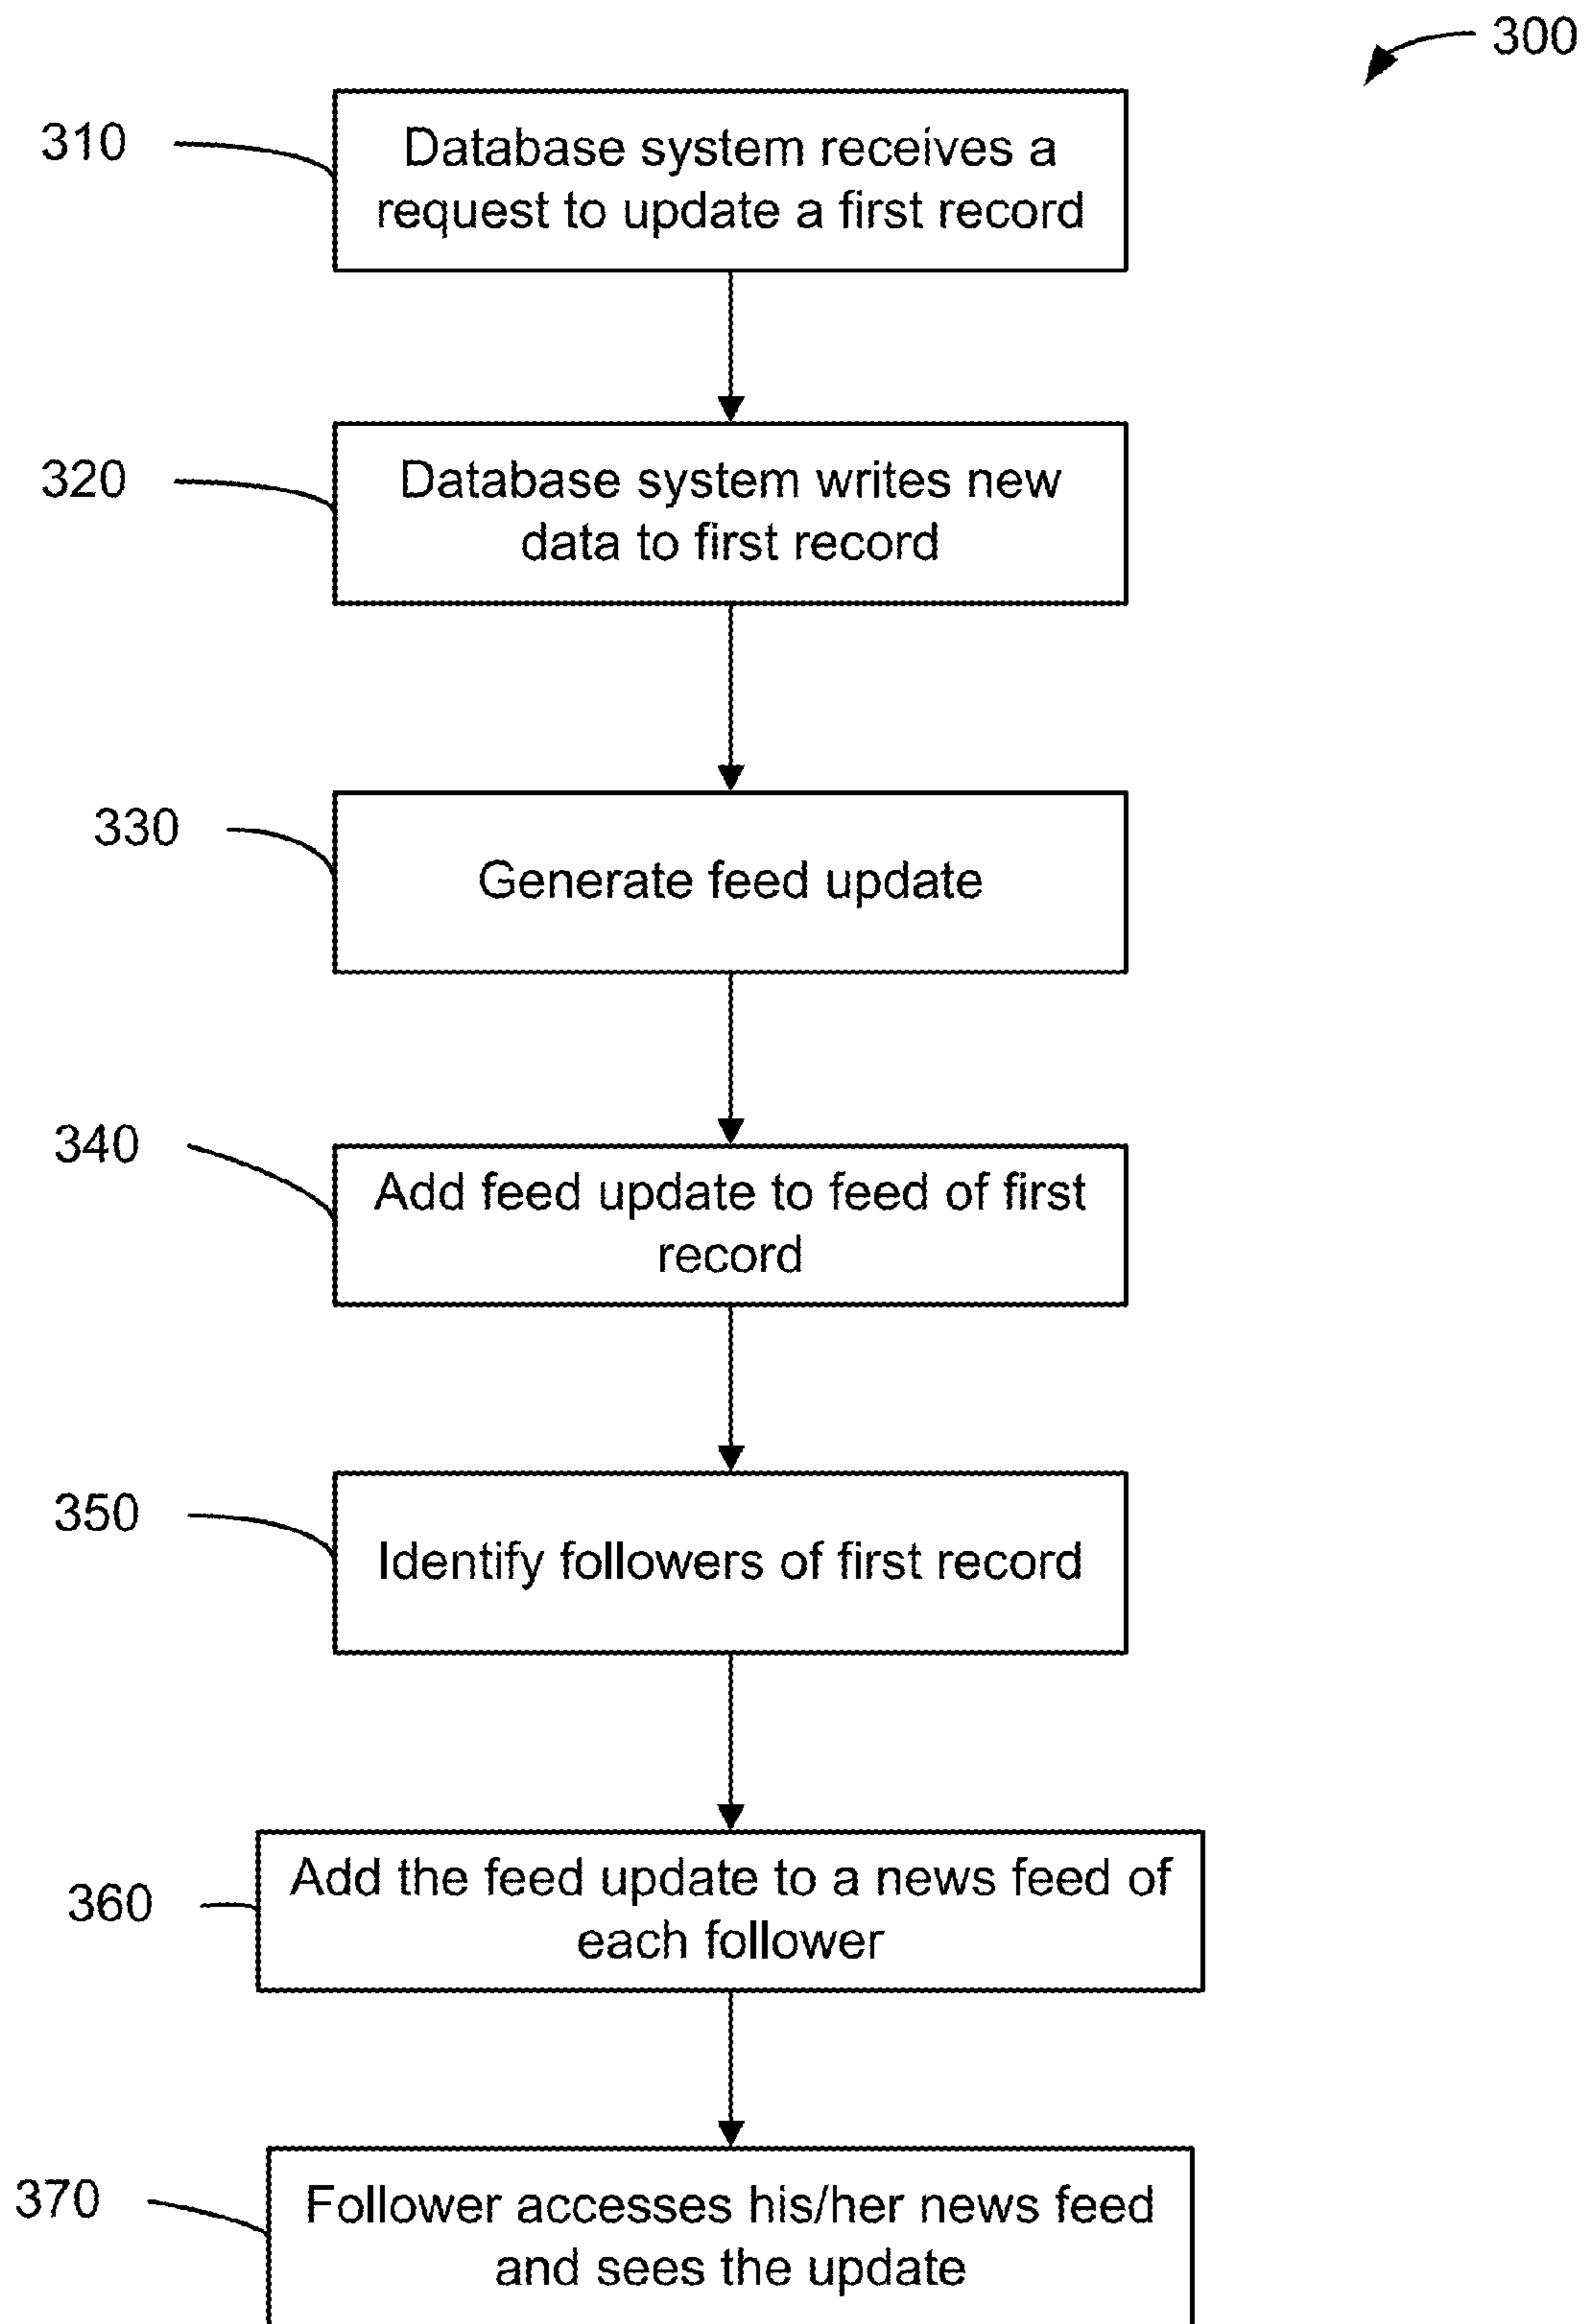 300
310
Database system receives a
request to update a first record
320
Database system writes new
data to first record
330
Generate feed update
340
Add feed update to feed of first
record
350
Identify followers of first record
360
Add the feed update to a news feed of
each follower
370
Follower accesses his/her news feed
and sees the update